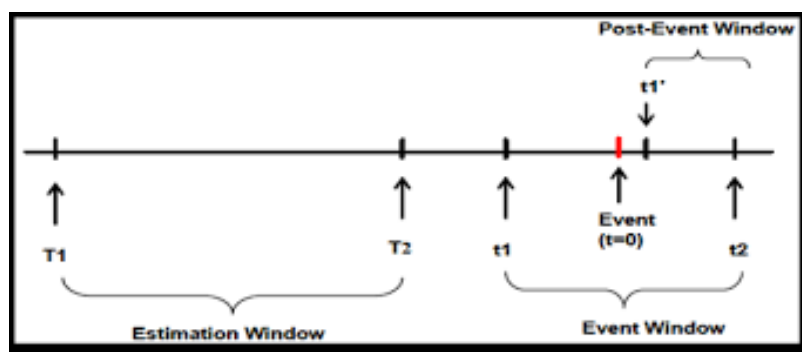 Post-Event Window
t1'
T1
T2
t1
Event
(t=0)
t2
Estimation Window
Event Window